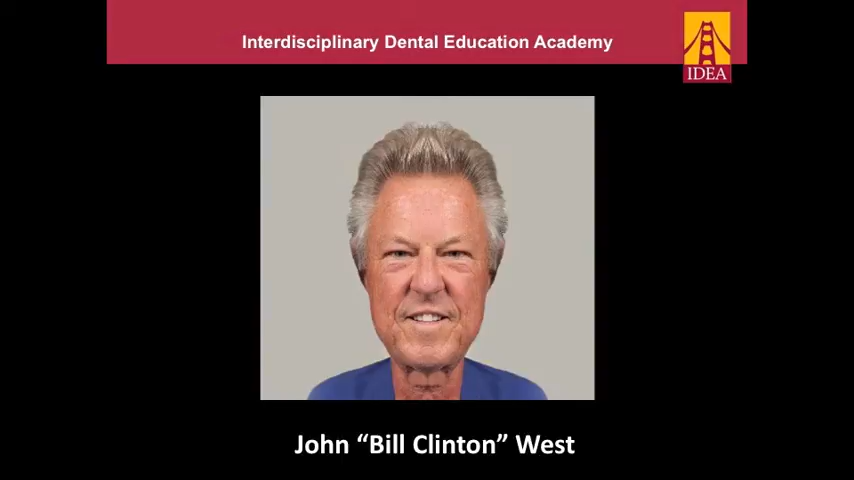 Interdisciplinary Dental Education Academy
IDEA
John “Bill Clinton” West